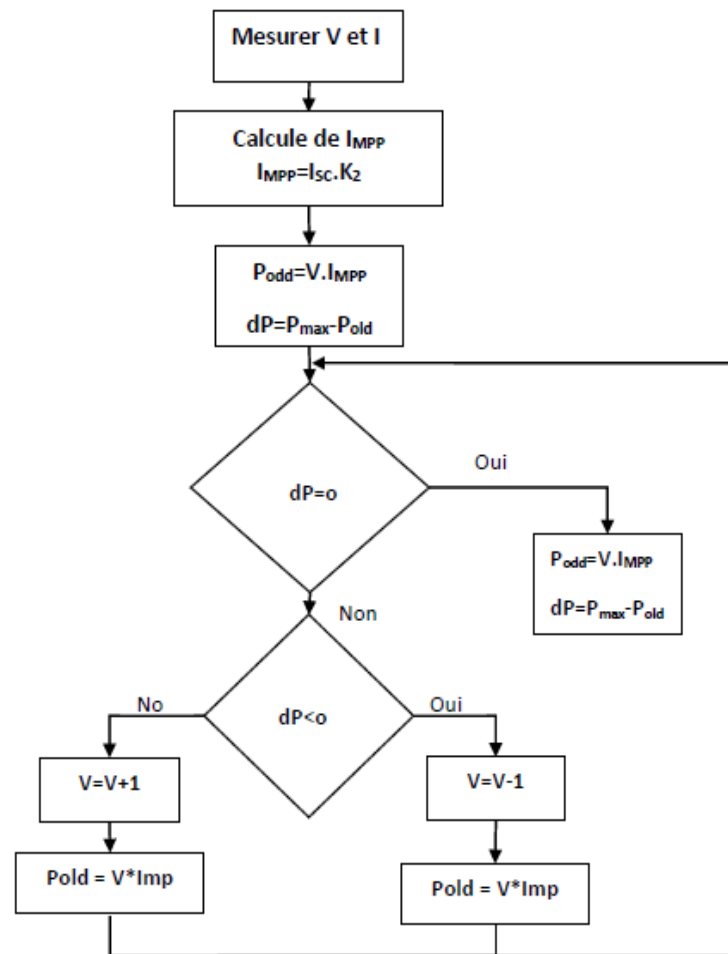 Mesurer V et I
Calcule de IMPP
IMPP=ISC.K2
Podd=V.IMPP
dP=Pmax-Pold
dP=o
Oui
Podd=V.IMPP
dP=Pmax-Pold
Non
dP<o
No
Oui
V=V+1
V=V-1
Pold = V*Imp
Pold = V*Imp